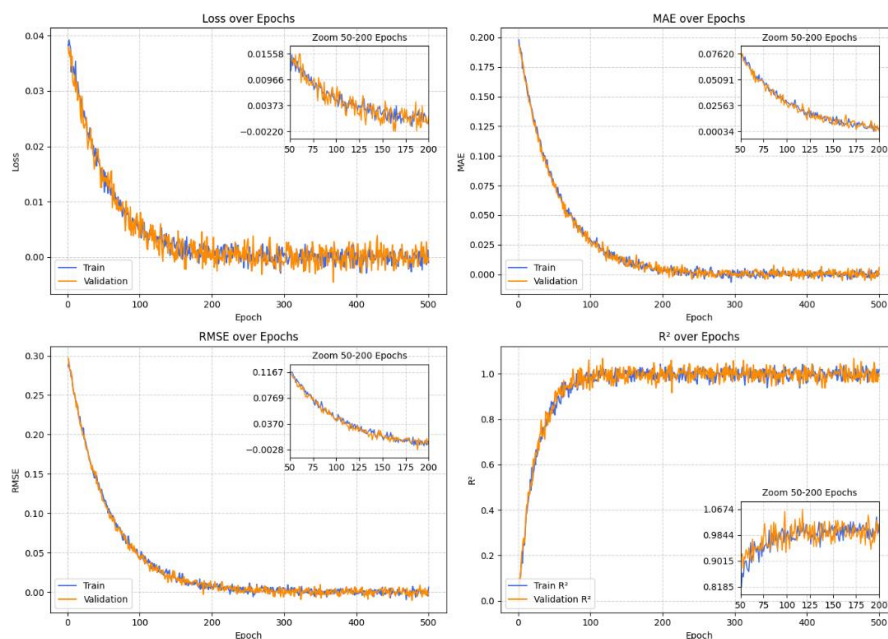 Loss over Epochs
Zoom 50-200 Epochs
0.01558
0.00966
0.00373
−0.00220
50 75 100 125 150 175 200
0.04
0.03
0.02
0.01
0.00
Loss
Train
Validation
0 100 200 300 400 500
Epoch
MAE over Epochs
Zoom 50-200 Epochs
0.07620
0.05091
0.02563
0.00034
50 75 100 125 150 175 200
0.200
0.175
0.150
0.125
0.100
0.075
0.050
0.025
0.000
MAE
Train
Validation
0 100 200 300 400 500
Epoch
RMSE over Epochs
Zoom 50-200 Epochs
0.1167
0.0769
0.0370
−0.0028
50 75 100 125 150 175 200
0.30
0.25
0.20
0.15
0.10
0.05
0.00
RMSE
Train
Validation
0 100 200 300 400 500
Epoch
R² over Epochs
1.0
0.8
0.6
0.4
0.2
0.0
R²
Zoom 50-200 Epochs
1.0674
0.9844
0.9015
0.8185
50 75 100 125 150 175 200
Train R²
Validation R²
0 100 200 300 400 500
Epoch